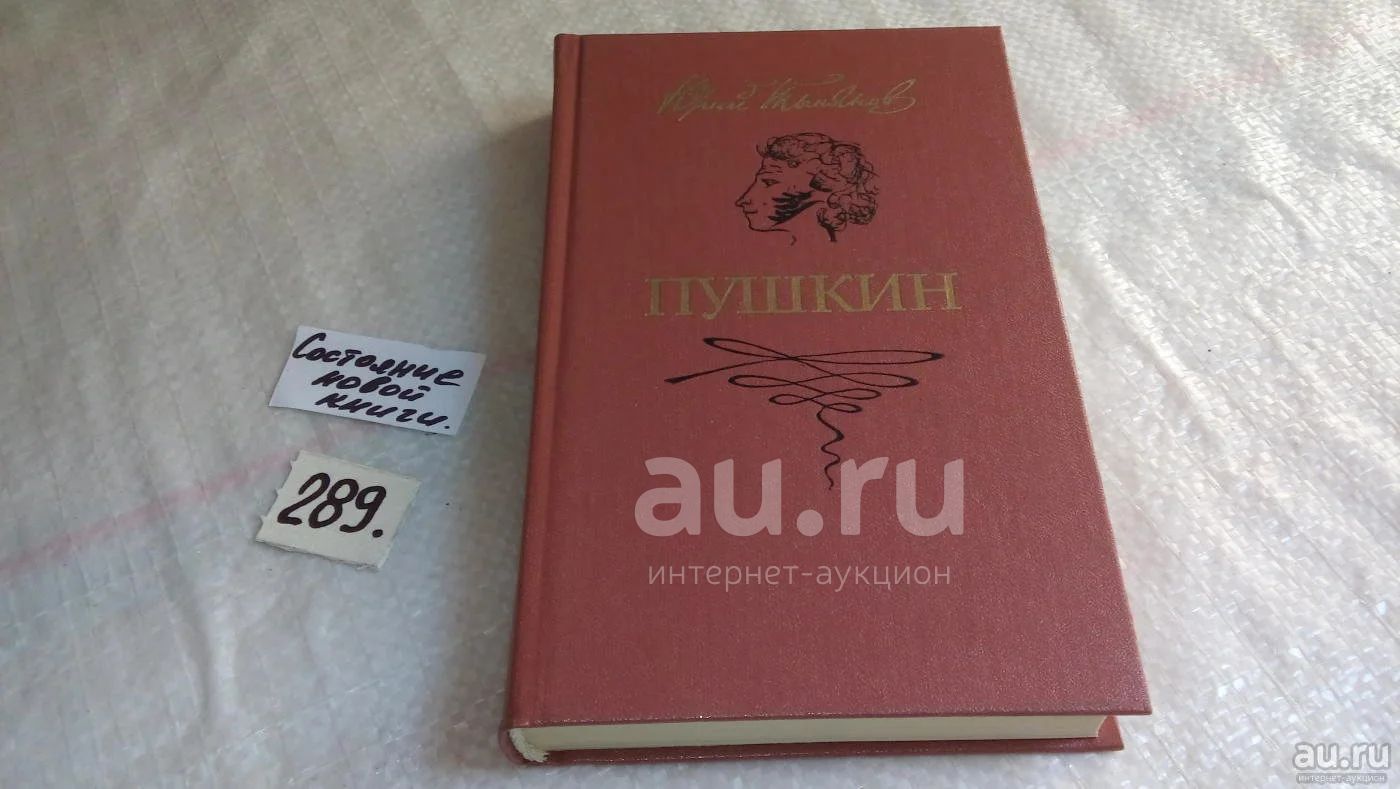 Юрий Тынянов
ПУШКИН
Состояние
новой
книги.
289.
au.ru
интернет-аукцион
au.ru
интернет-аукцион